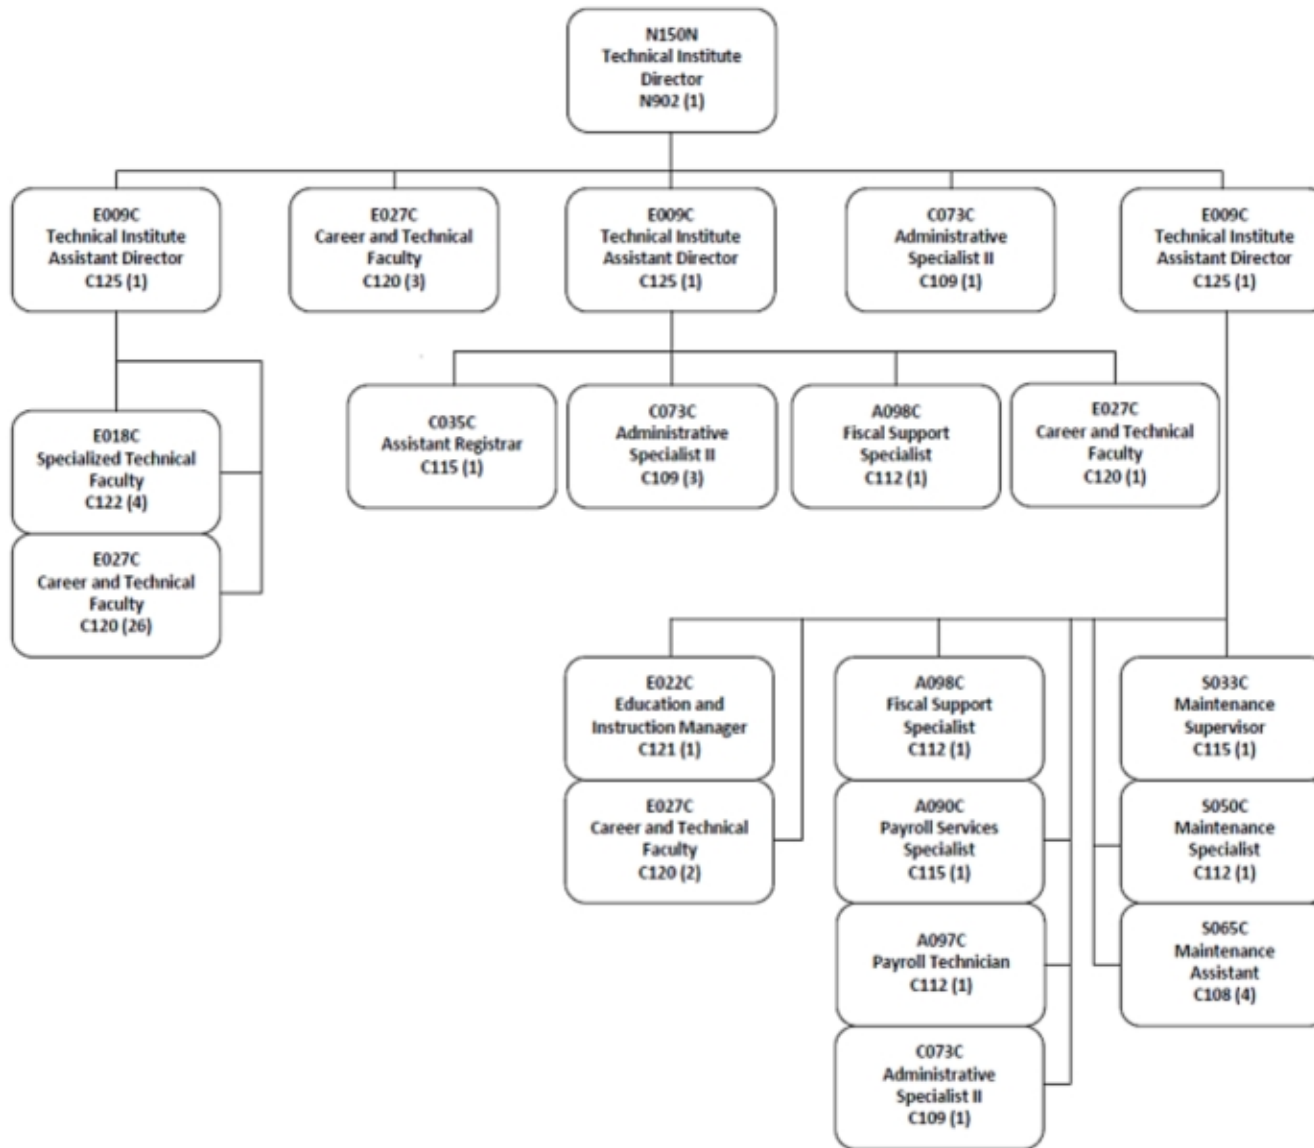 N150N
Technical Institute
Director
N902 (1)
E009C
Technical Institute
Assistant Director
C125 (1)
E027C
Career and Technical
Faculty
C120 (3)
E009C
Technical Institute
Assistant Director
C125 (1)
C073C
Administrative
Specialist II
C109 (1)
E009C
Technical Institute
Assistant Director
C125 (1)
E018C
Specialized Technical
Faculty
C122 (4)
E027C
Career and Technical
Faculty
C120 (26)
C035C
Assistant Registrar
C115 (1)
C073C
Administrative
Specialist II
C109 (3)
A098C
Fiscal Support
Specialist
C112 (1)
E027C
Career and Technical
Faculty
C120 (1)
E022C
Education and
Instruction Manager
C121 (1)
E027C
Career and Technical
Faculty
C120 (2)
A098C
Fiscal Support
Specialist
C112 (1)
A090C
Payroll Services
Specialist
C115 (1)
A097C
Payroll Technician
C112 (1)
C073C
Administrative
Specialist II
C109 (1)
S033C
Maintenance
Supervisor
C115 (1)
S050C
Maintenance
Specialist
C112 (1)
S065C
Maintenance
Assistant
C108 (4)